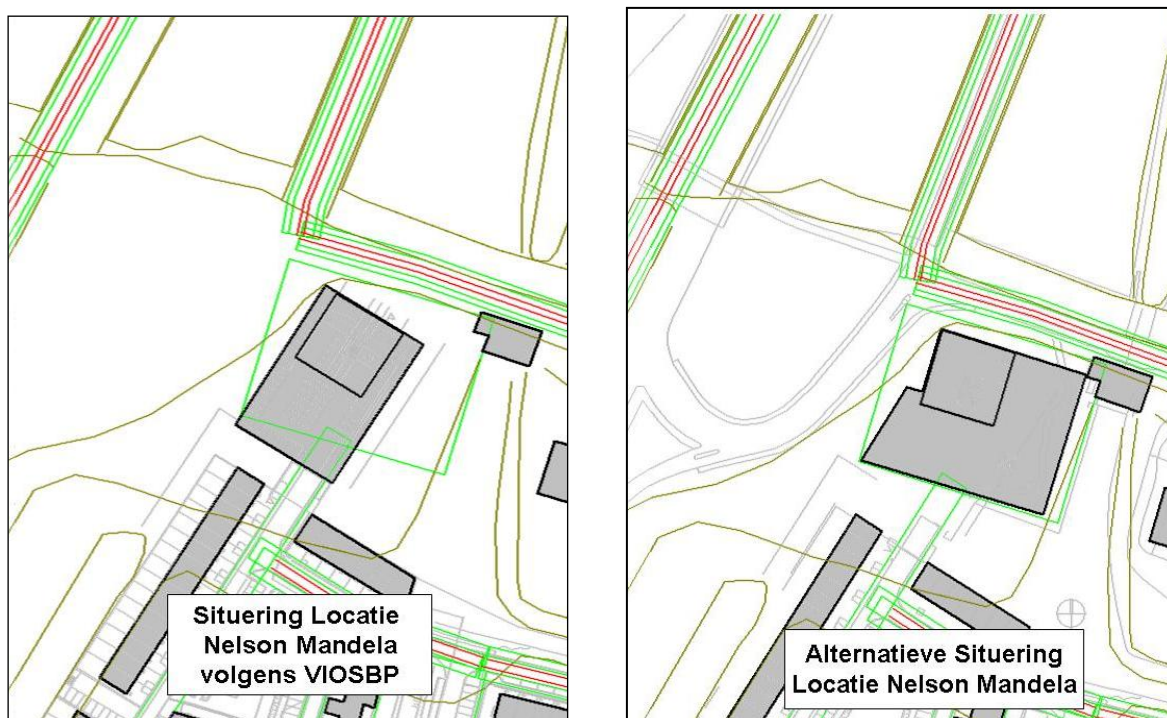 Situering Locatie
Nelson Mandela
volgens VIOSBP
Alternatieve Situering
Locatie Nelson Mandela